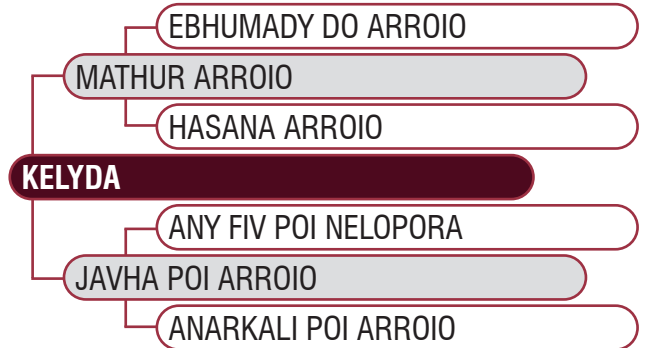 EBHUMADY DO ARROIO
MATHUR ARROIO
HASANA ARROIO
KELYDA
ANY FIV POI NELOPORA
JAVHA POI ARROIO
ANARKALI POI ARROIO